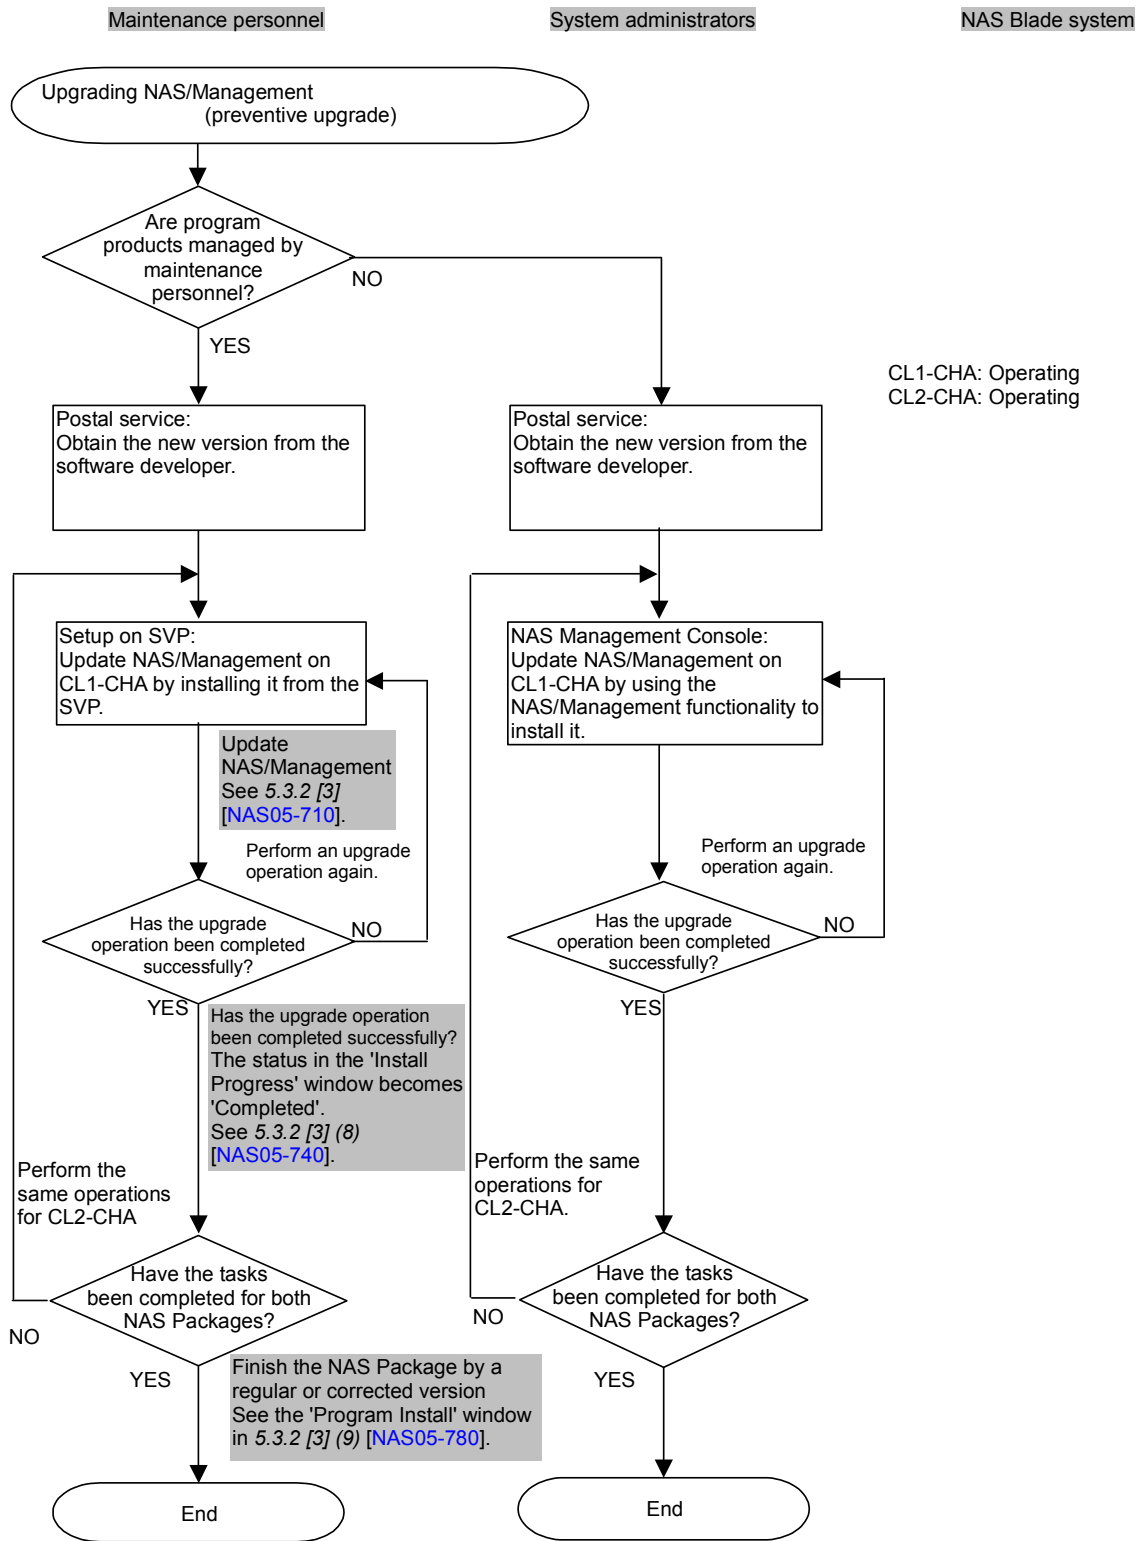 Maintenance personnel
System administrators
NAS Blade system
Upgrading NAS/Management
(preventive upgrade)
Are program
products managed by
maintenance
personnel?
NO
YES
CL1-CHA: Operating
CL2-CHA: Operating
Postal service:
Obtain the new version from the
software developer.
Postal service:
Obtain the new version from the
software developer.
Setup on SVP:
Update NAS/Management on
CL1-CHA by installing it from the
SVP.
NAS Management Console:
Update NAS/Management on
CL1-CHA by using the
NAS/Management functionality to
install it.
Update
NAS/Management
See 5.3.2 [3]
[NAS05-710].
Perform an upgrade
operation again.
Perform an upgrade
operation again.
Has the upgrade
operation been completed
successfully?
NO
YES
Has the upgrade
operation been completed
successfully?
NO
YES
Has the upgrade operation
been completed successfully?
The status in the 'Install
Progress' window becomes
'Completed'.
See 5.3.2 [3] (8)
[NAS05-740].
Perform the
same operations
for CL2-CHA
Perform the same
operations for
CL2-CHA.
Have the tasks
been completed for both
NAS Packages?
NO
YES
Have the tasks
been completed for both
NAS Packages?
NO
YES
Finish the NAS Package by a
regular or corrected version
See the 'Program Install' window
in 5.3.2 [3] (9) [NAS05-780].
End
End